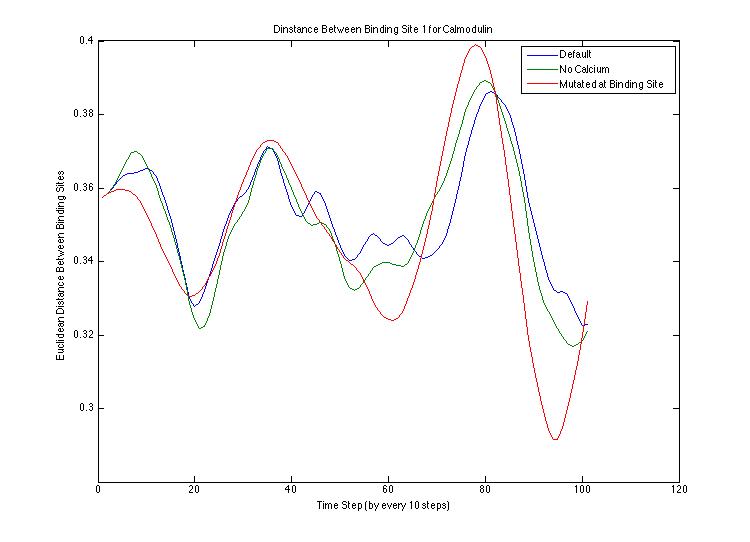 Dinstance Between Binding Site 1 for Calmodulin
0.4
0.38
0.36
0.34
0.32
0.3
Euclidean Distance Between Binding Sites
Default
No Calcium
Mutated at Binding Site
0
20
40
60
80
100
120
Time Step (by every 10 steps)